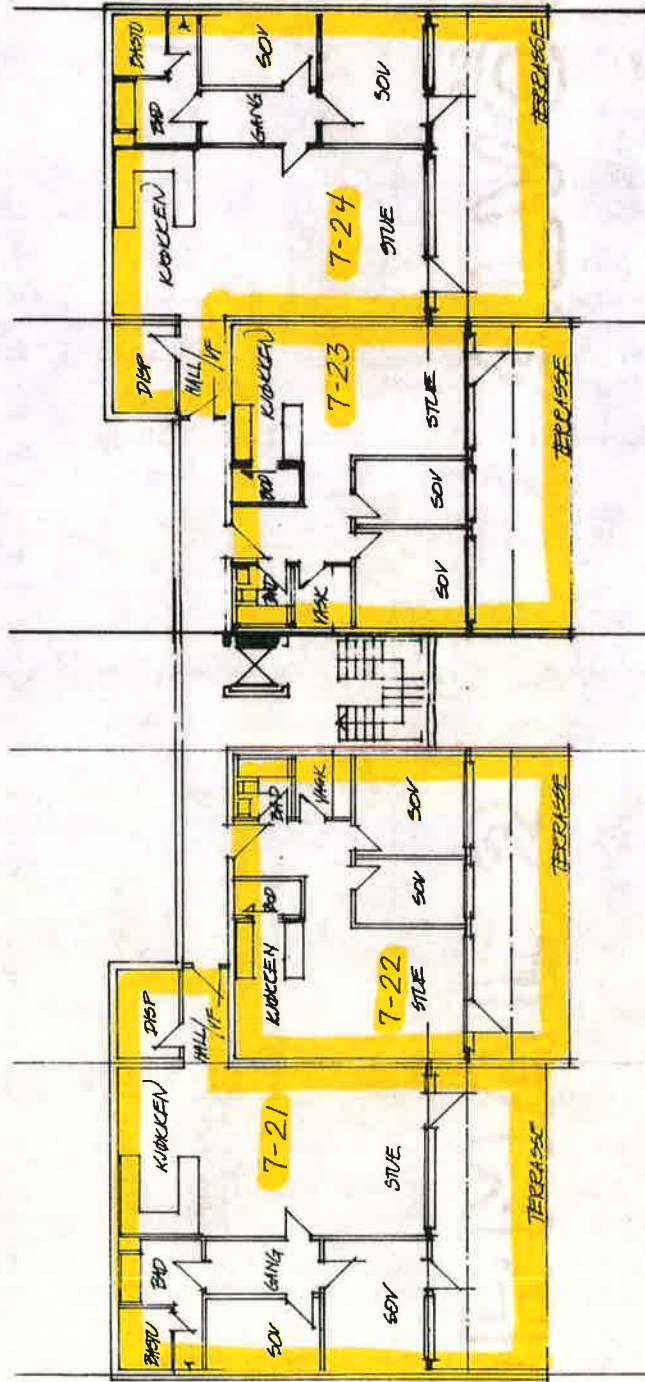 BASTU
BAD
KJØKKEN
DISP
HALL/VF
GANG
SOV
7-21
SOV
STUE
TERRASSE
KJØKKEN
BOD
BAD
VASK
7-22
STUE
SOV
SOV
TERRASSE
BAD
BOD
KJØKKEN
VASK
7-23
SOV
SOV
STUE
TERRASSE
DISP
KJØKKEN
BAD
BASTU
HALL/VF
GANG
SOV
7-24
STUE
SOV
TERRASSE